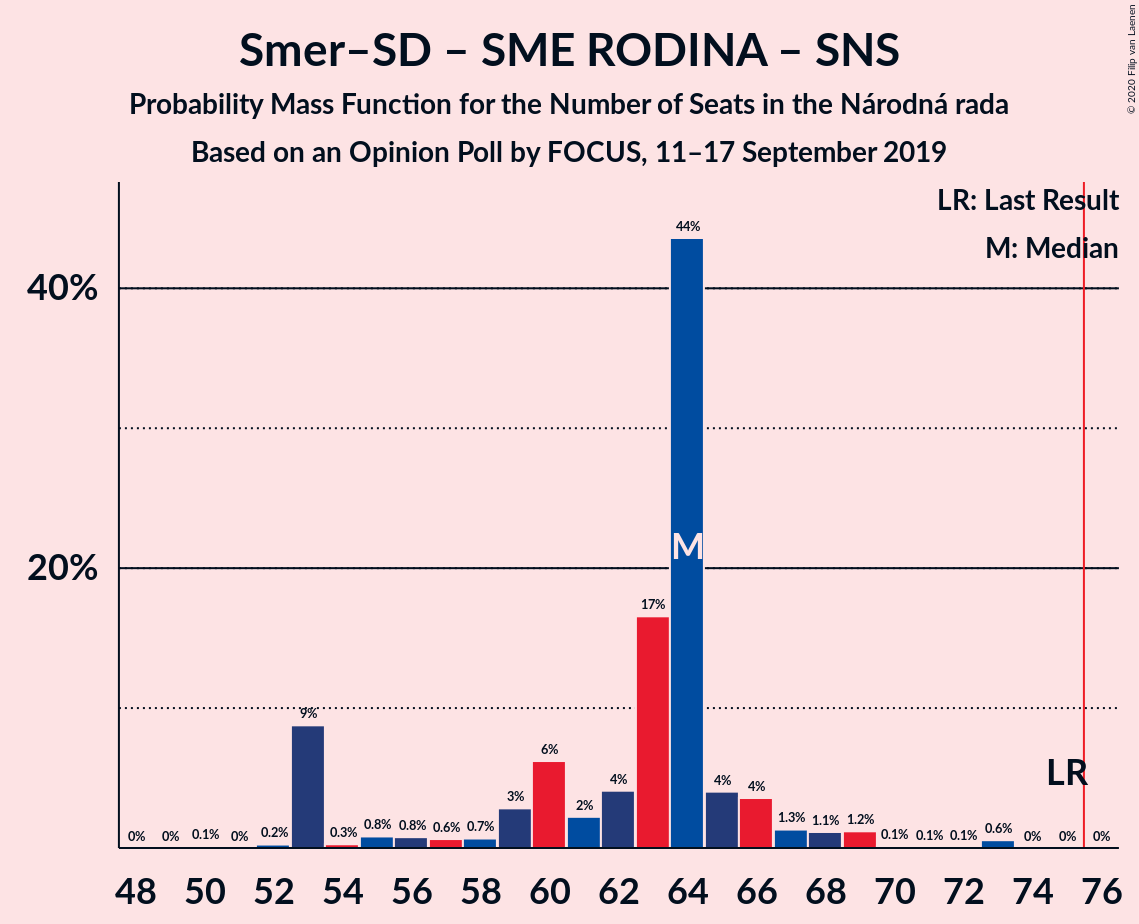 Smer–SD – SME RODINA – SNS
Probability Mass Function for the Number of Seats in the Národná rada
Based on an Opinion Poll by FOCUS, 11–17 September 2019
© 2020 Filip van Laenen
LR: Last Result
M: Median
40%
20%
0% 0% 0.1% 0% 0.2% 9% 0.3% 0.8% 0.8% 0.6% 0.7% 3% 6% 2% 4% 17% 44% 4% 4% 1.3% 1.1% 1.2% 0.1% 0.1% 0.1% 0.6% 0% 0% 0%
M
LR
48 50 52 54 56 58 60 62 64 66 68 70 72 74 76